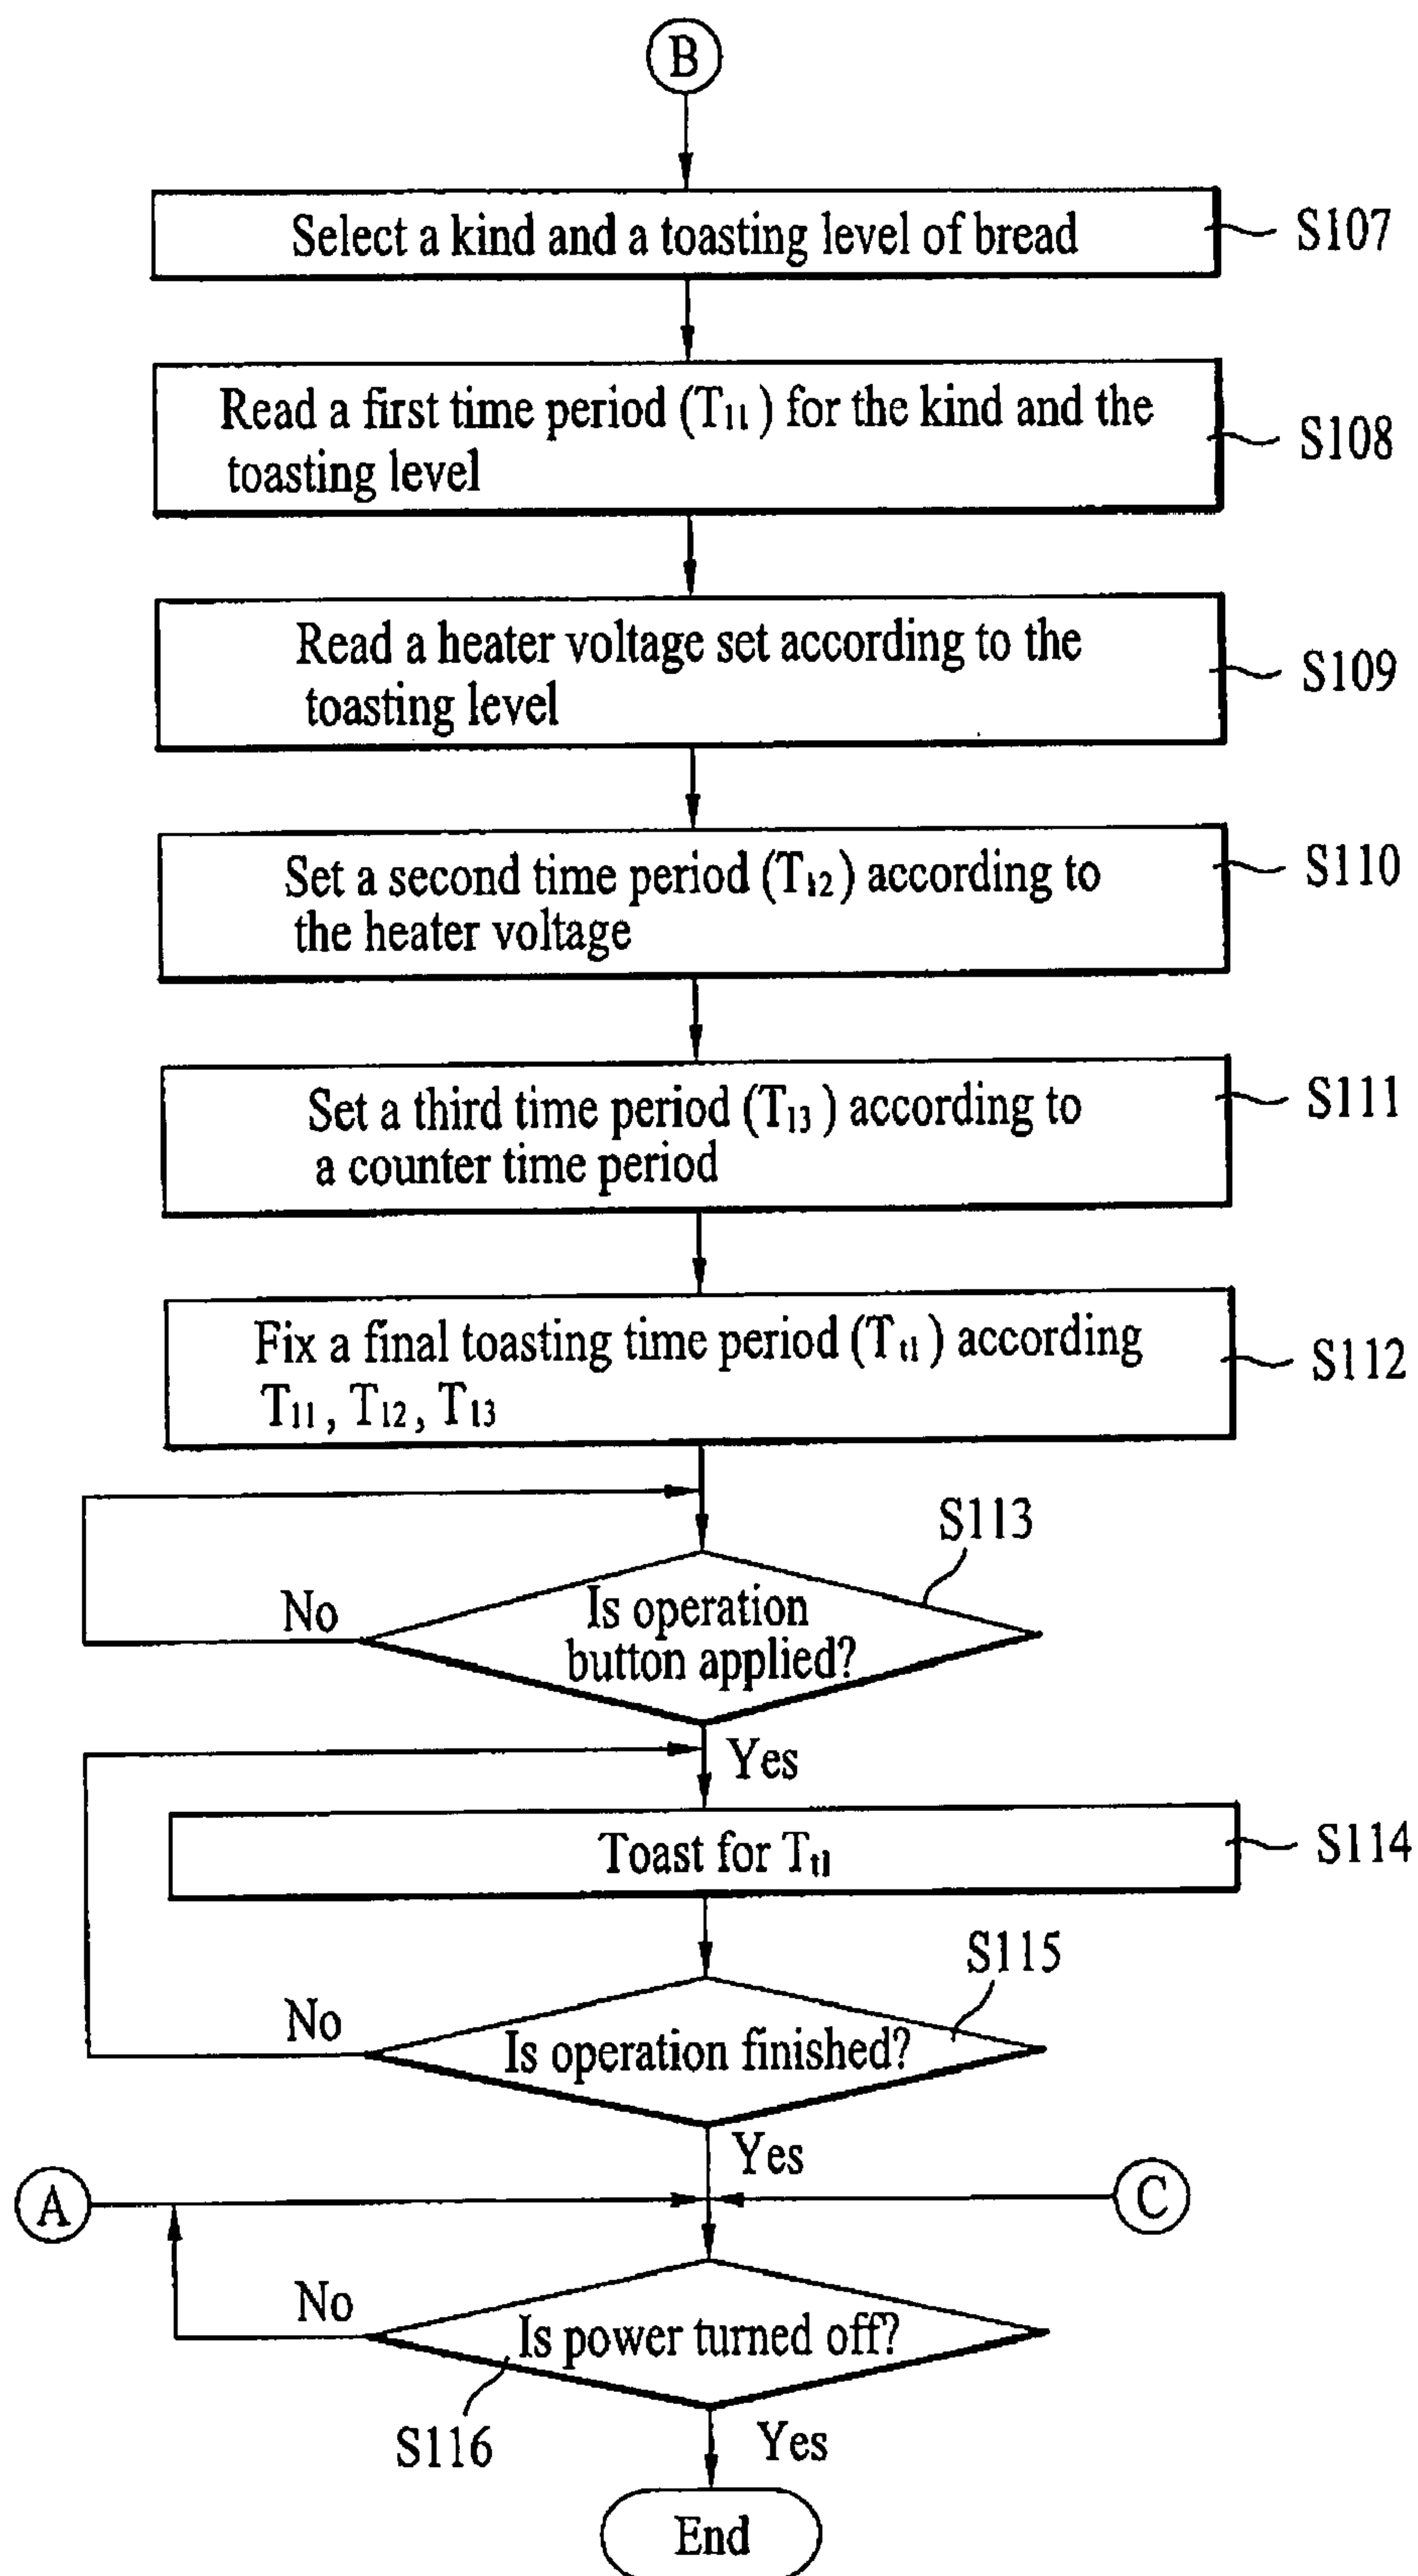 B
Select a kind and a toasting level of bread
S107
Read a first time period (T11) for the kind and the
toasting level
S108
Read a heater voltage set according to the
toasting level
S109
Set a second time period (T12) according to
the heater voltage
S110
Set a third time period (T13) according to
a counter time period
S111
Fix a final toasting time period (Tt1) according
T11, T12, T13
S112
S113
No
Is operation
button applied?
Yes
Toast for Tt1
S114
S115
No
Is operation finished?
Yes
A
C
No
Is power turned off?
S116
Yes
End